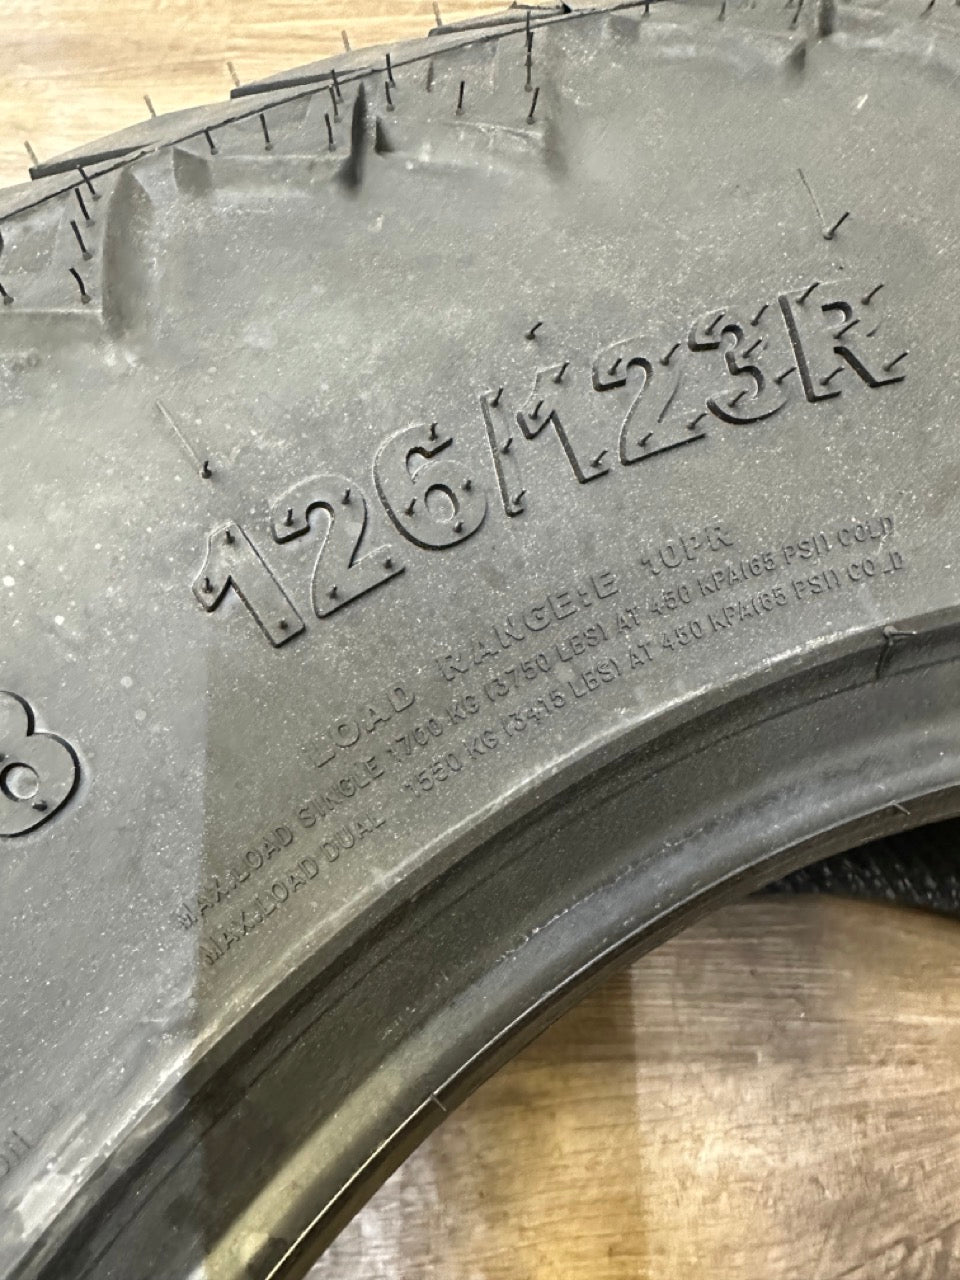 126/123R
LOAD RANGE:E 10PR
MAX.LOAD SINGLE 1700 KG (3750 LBS) AT 450 KPA(65 PSI) COLD
MAX.LOAD DUAL 1550 KG (3415 LBS) AT 450 KPA(65 PSI) COLD
8